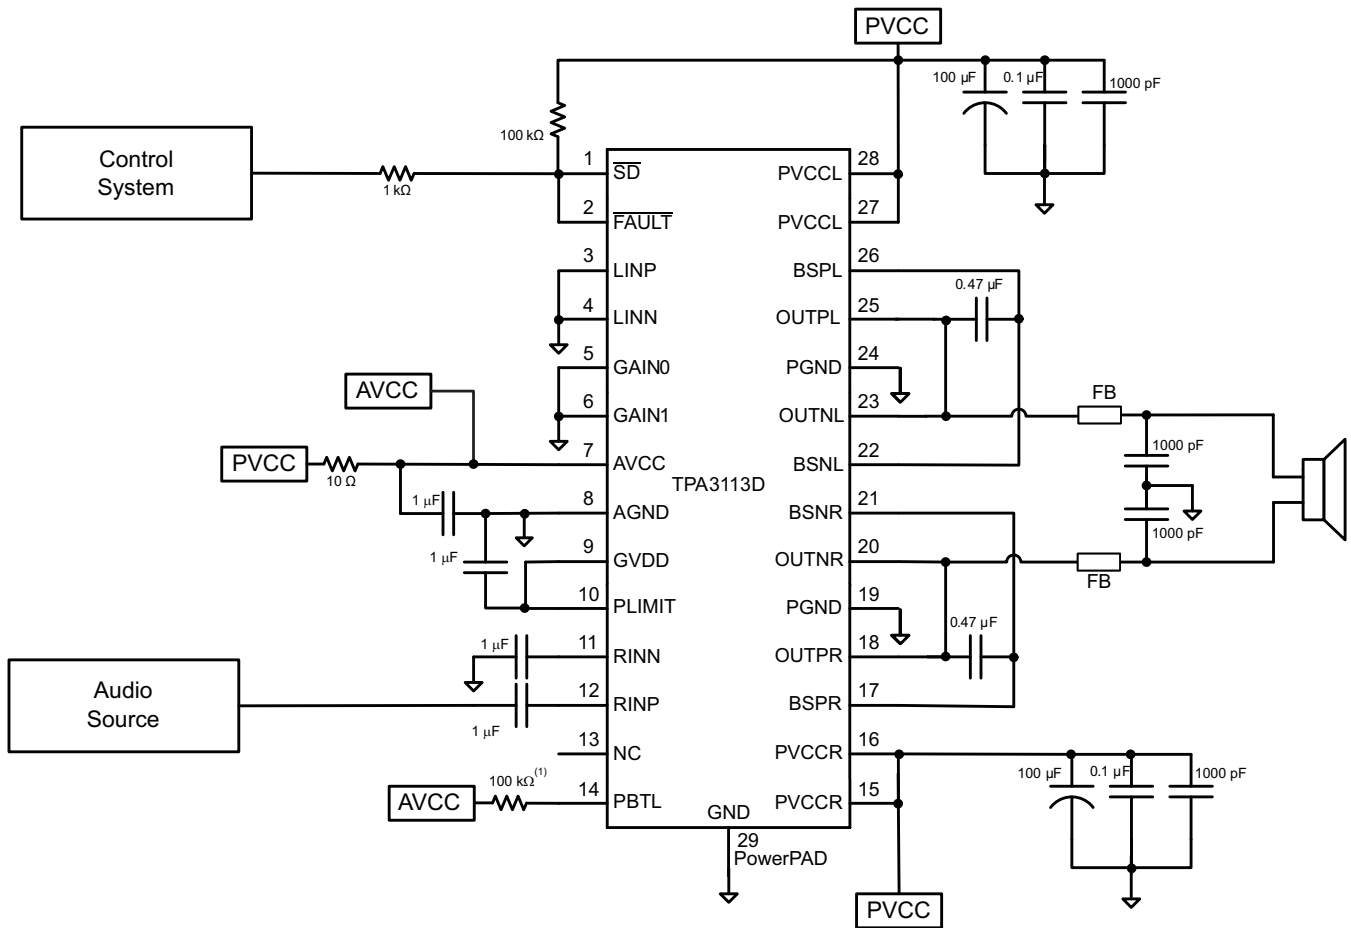 PVCC
100 µF
0.1 µF
1000 pF
100 kΩ
Control
System
1 kΩ
1
SD
28
PVCCL
2
FAULT
27
PVCCL
3
LINP
26
BSPL
0.47 µF
4
LINN
25
OUTPL
5
GAIN0
24
PGND
AVCC
6
GAIN1
23
OUTNL
FB
PVCC
10 Ω
7
AVCC
22
BSNL
1000 pF
TPA3113D
1 µF
8
AGND
21
BSNR
1000 pF
1 µF
9
GVDD
20
OUTNR
FB
10
PLIMIT
19
PGND
0.47 µF
1 µF
11
RINN
18
OUTPR
Audio
Source
12
RINP
17
BSPR
1 µF
13
NC
16
PVCCR
100 µF
0.1 µF
1000 pF
AVCC
100 kΩ(1)
14
PBTL
15
PVCCR
GND
29
PowerPAD
PVCC